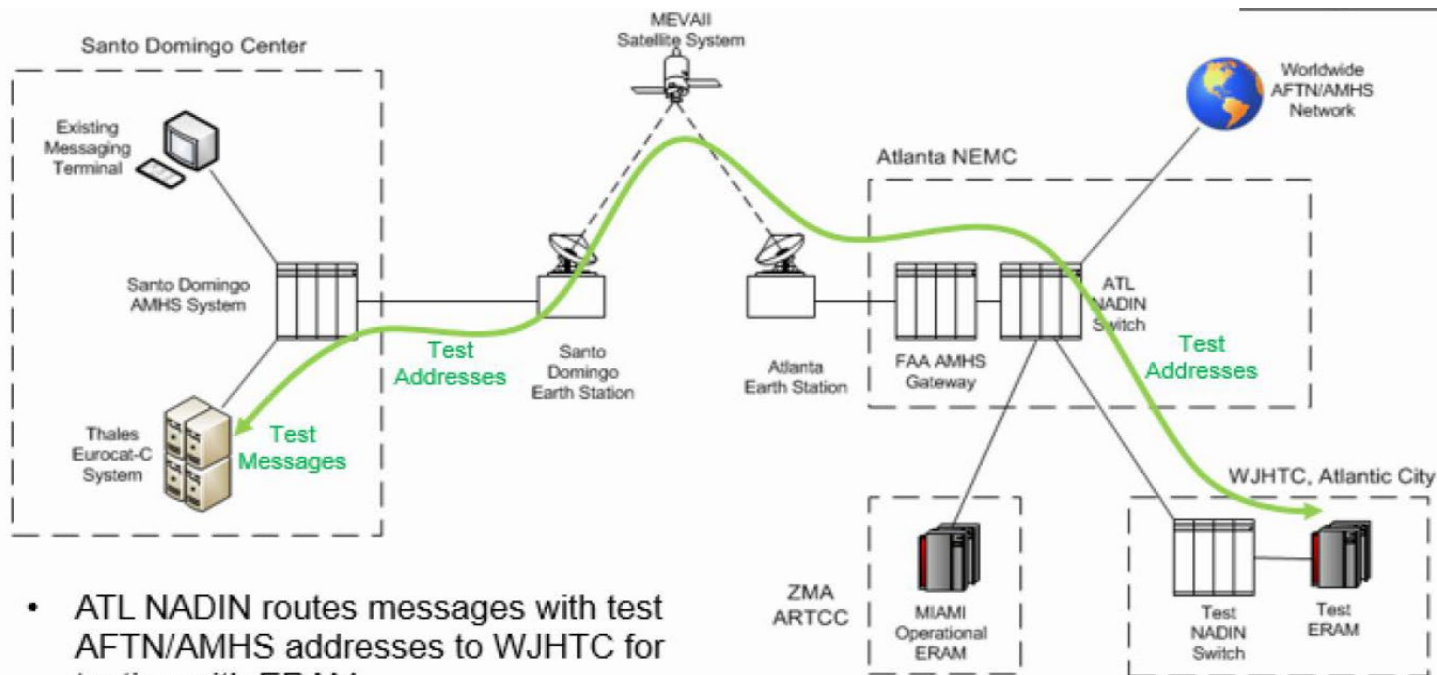 MEVAII
Satellite System
Santo Domingo Center
Worldwide
AFTN/AMHS
Network
Existing
Messaging
Terminal
Atlanta NEMC
Santo Domingo
AMHS System
ATL
NADIN
Switch
Test
Addresses
Santo
Domingo
Earth Station
Atlanta
Earth Station
FAA AMHS
Gateway
Test
Addresses
Thales
Eurocat-C
System
Test
Messages
WJHTC, Atlantic City
ZMA
ARTCC
MIAMI
Operational
ERAM
Test
NADIN
Switch
Test
ERAM
• ATL NADIN routes messages with test
AFTN/AMHS addresses to WJHTC for